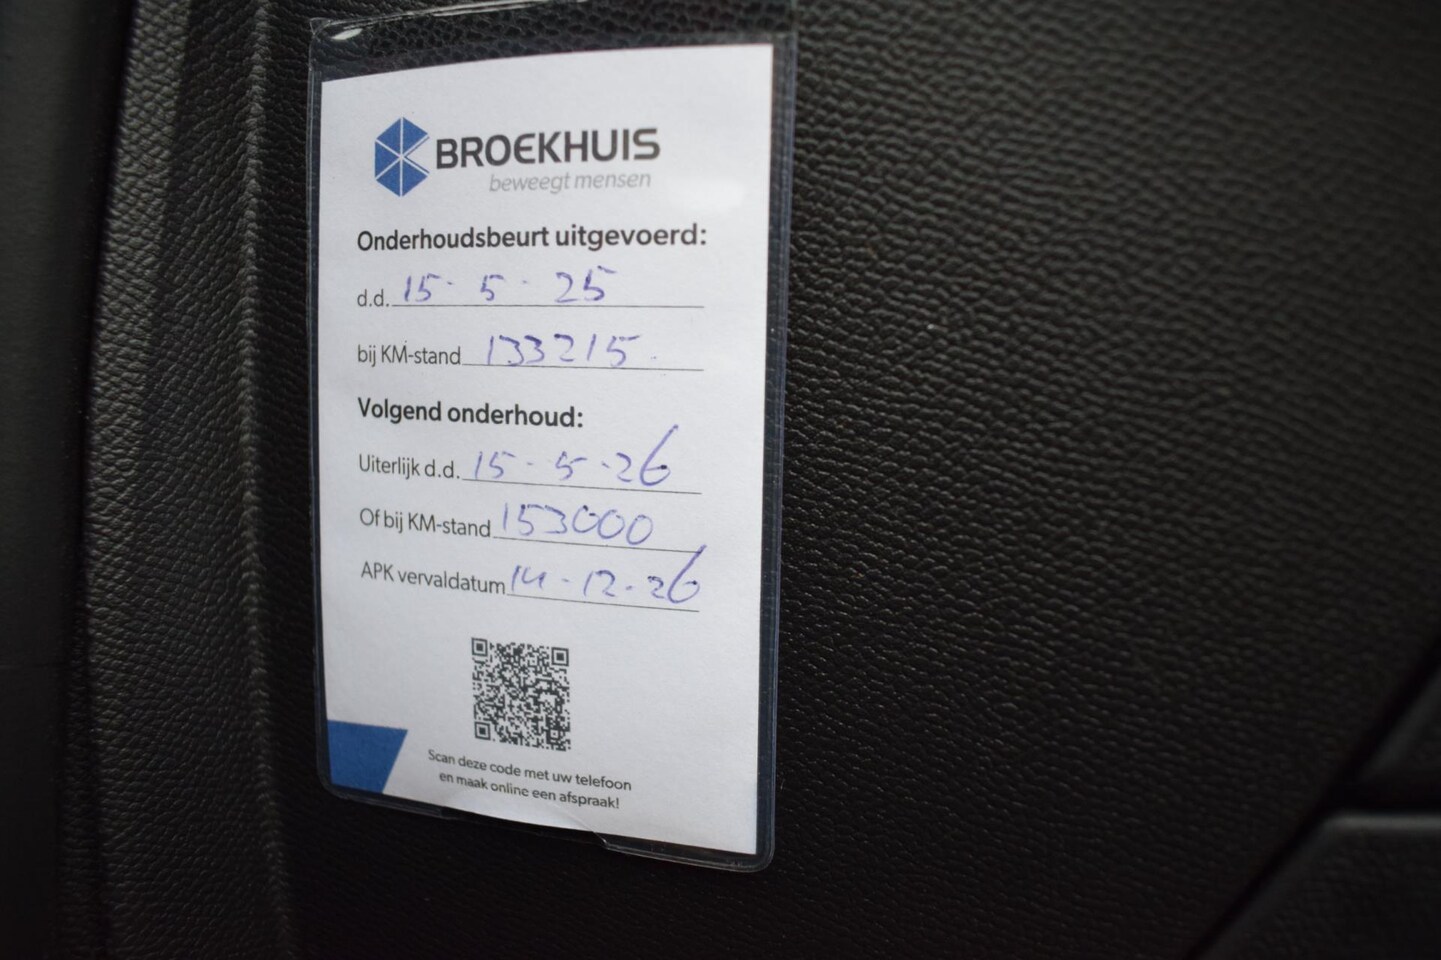 BROEKHUIS
beweegt mensen
Onderhoudsbeurt uitgevoerd:
d.d. 15-5-25
bij KM-stand 133215
Volgend onderhoud:
Uiterlijk d.d. 15-5-26
Of bij KM-stand 153000
APK vervaldatum 14-12-26
Scan deze code met uw telefoon
en maak online een afspraak!